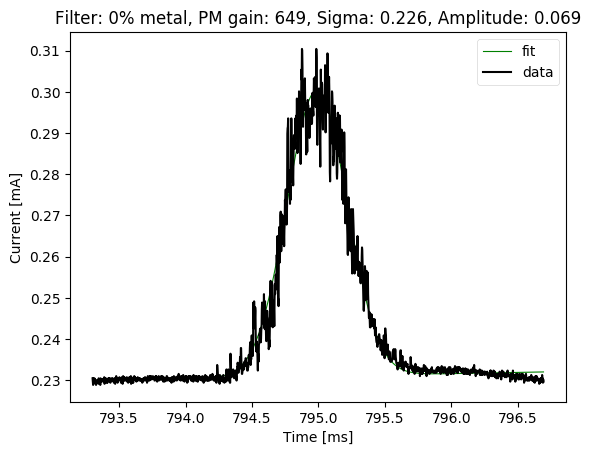 Filter: 0% metal, PM gain: 649, Sigma: 0.226, Amplitude: 0.069
fit
data
0.31
0.30
0.29
0.28
0.27
0.26
0.25
0.24
0.23
Current [mA]
793.5 794.0 794.5 795.0 795.5 796.0 796.5
Time [ms]